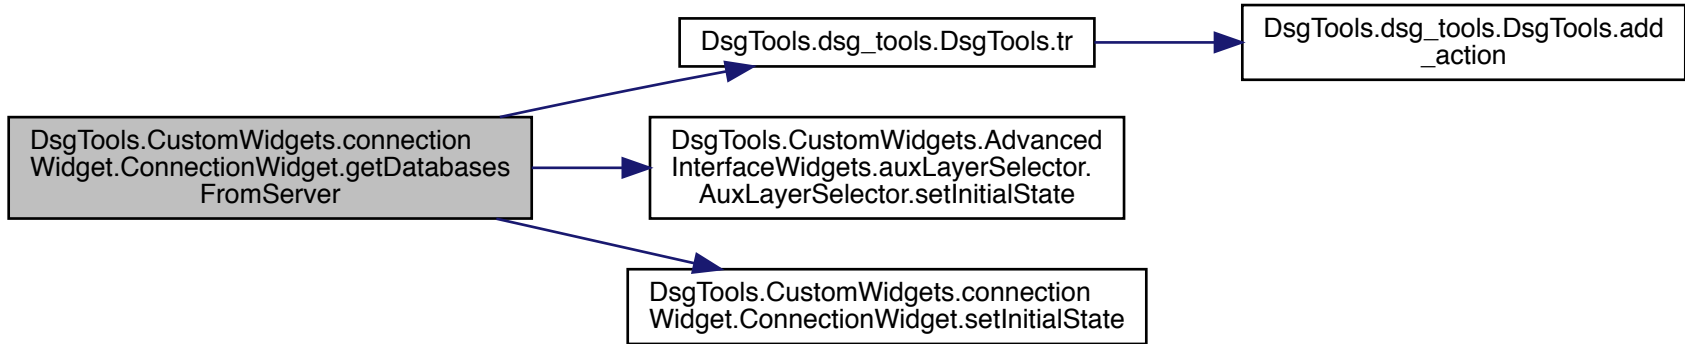 DsgTools.CustomWidgets.connection
Widget.ConnectionWidget.getDatabases
FromServer
DsgTools.dsg_tools.DsgTools.tr
DsgTools.dsg_tools.DsgTools.add
_action
DsgTools.CustomWidgets.Advanced
InterfaceWidgets.auxLayerSelector.
AuxLayerSelector.setInitialState
DsgTools.CustomWidgets.connection
Widget.ConnectionWidget.setInitialState